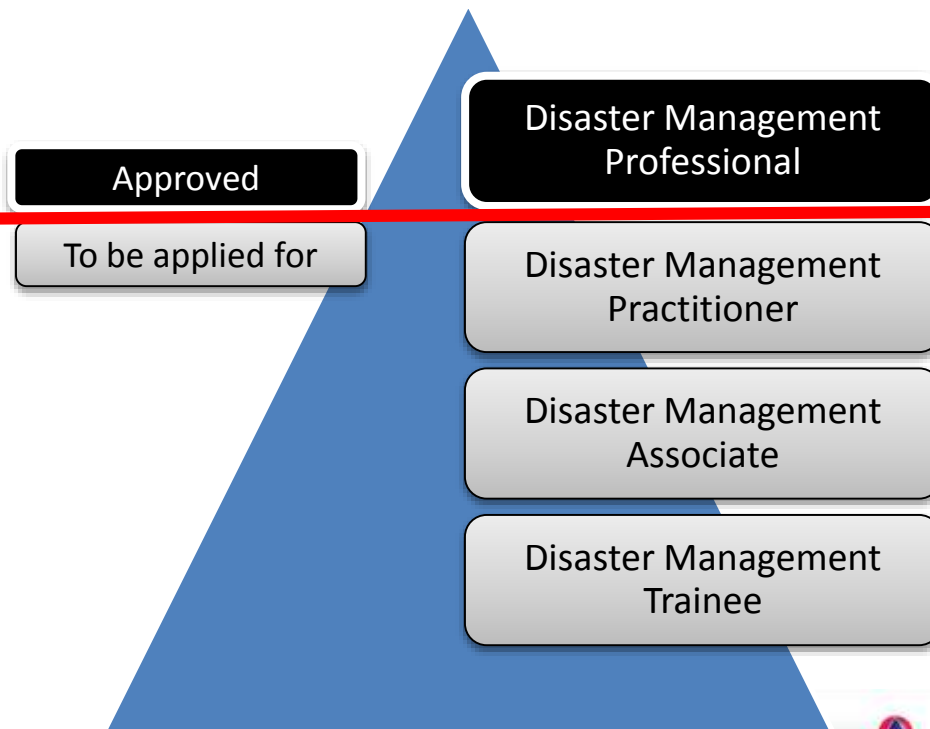 Disaster Management
Professional
Approved
To be applied for
Disaster Management
Practitioner
Disaster Management
Associate
Disaster Management
Trainee